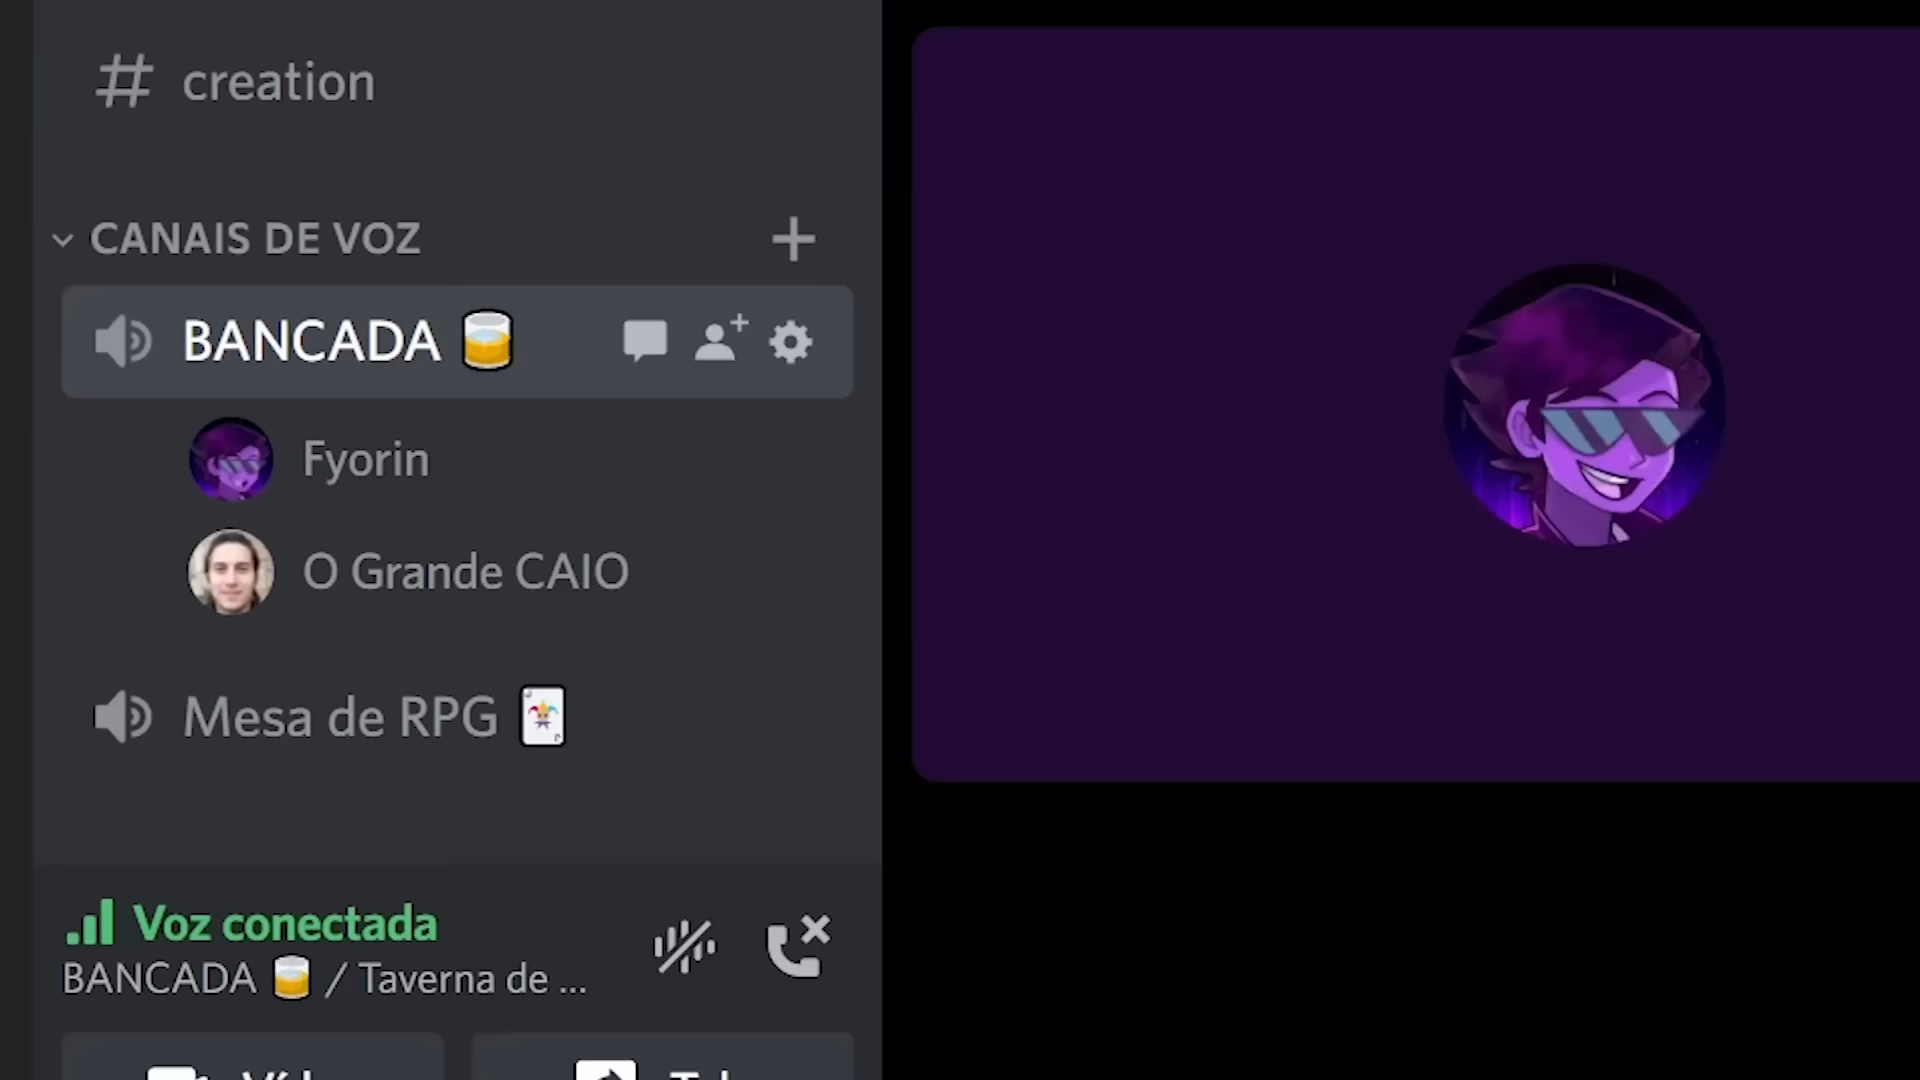 # creation
CANAIS DE VOZ
BANCADA
Fyorin
O Grande CAIO
Mesa de RPG
Voz conectada
BANCADA / Taverna de ...